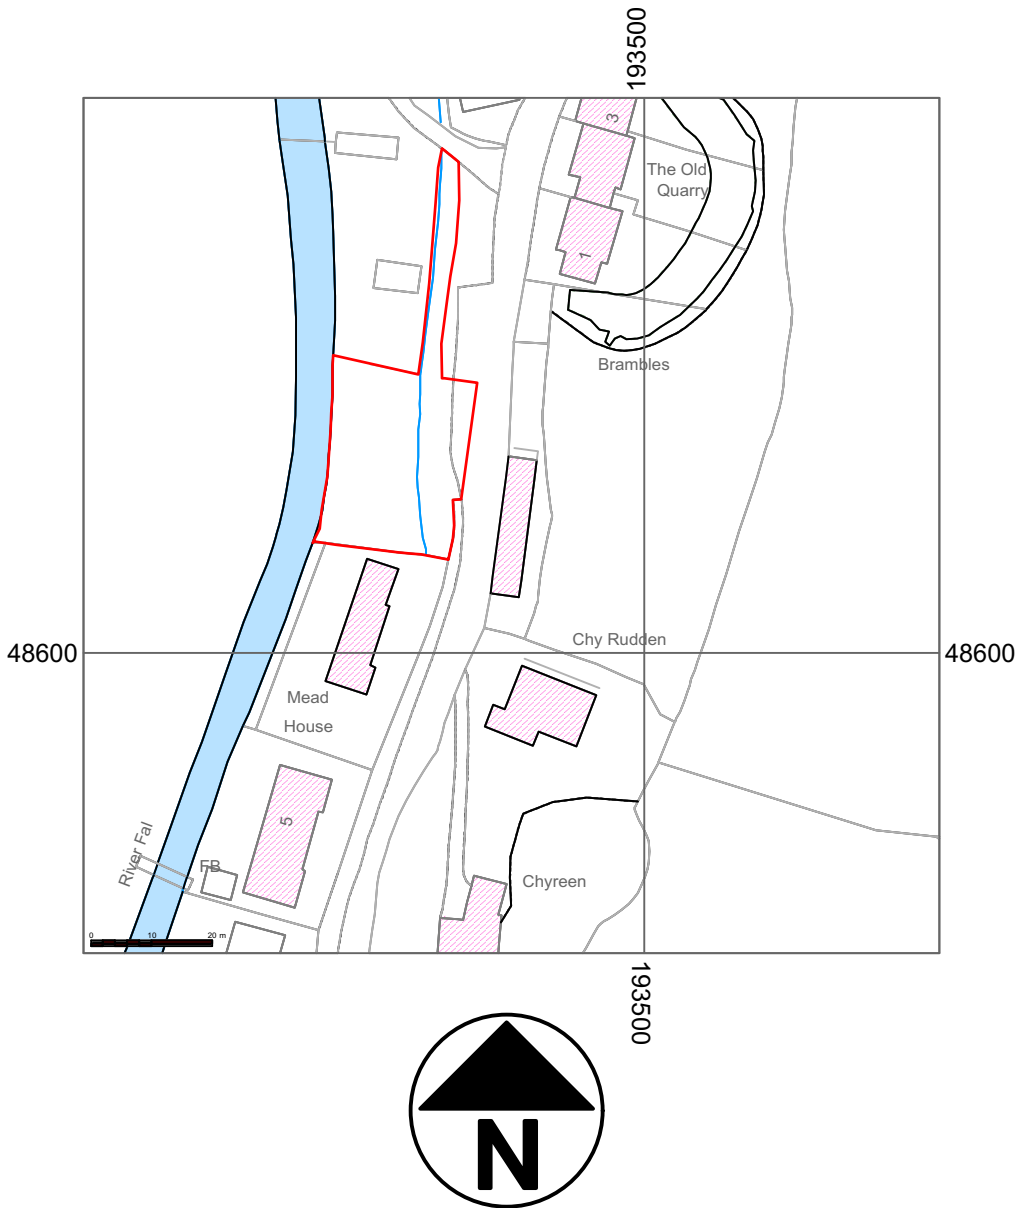 193500
3
The Old
Quarry
1
Brambles
48600
Chy Rudden
48600
Mead
House
5
River Fal
FB
Chyreen
0 10 20 m
193500
N